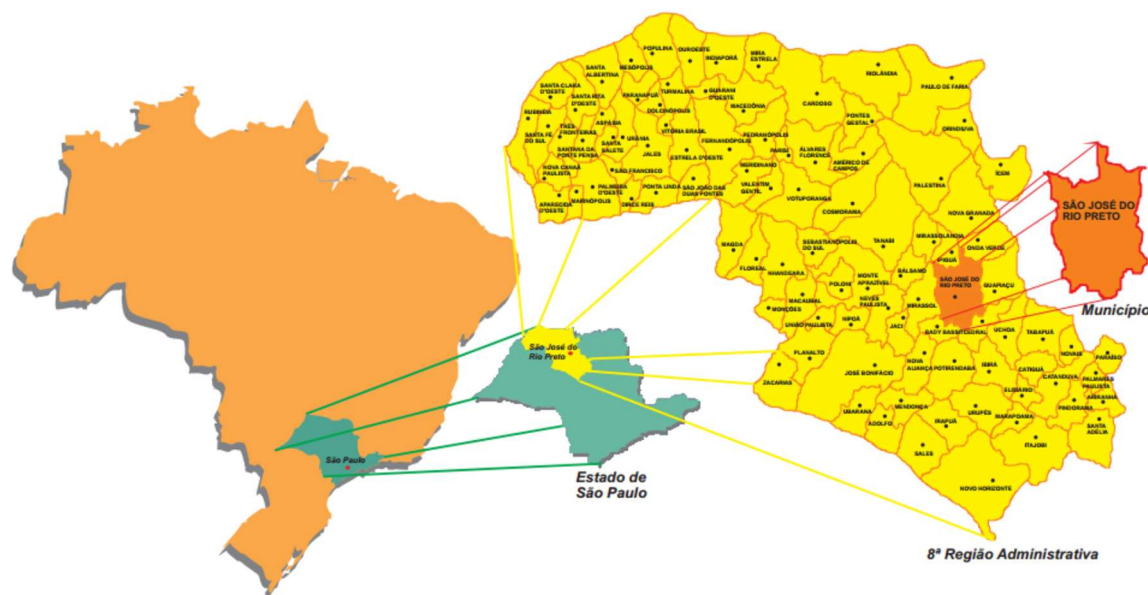 São Paulo
São José do
Rio Preto
Estado de
São Paulo
POPULINA
OUROESTE
MIRA
ESTRELA
MESÓPOLIS
INDIAPORÃ
SANTA
ALBERTINA
RIOLÂNDIA
PAULO DE FARIA
SANTA CLARA
D'OESTE
SANTA RITA
D'OESTE
PARANAPUÃ
TURMALINA
GUARANI
D'OESTE
CARDOSO
RUBINÉIA
DOLCINÓPOLIS
MACEDÔNIA
PONTES
GESTAL
ORINDIUVA
SANTA FÉ
DO SUL
TRÊS
FRONTEIRAS
ASPÁSIA
URÂNIA
VITÓRIA BRASIL
SANTANA DA
PONTE PENSA
SANTA
SALETE
JALES
ESTRELA D'OESTE
FERNANDÓPOLIS
PEDRANÓPOLIS
PARISI
ÁLVARES
FLORENCE
AMÉRICO DE
CAMPOS
ICÉM
NOVA CANAÃ
PAULISTA
SÃO FRANCISCO
MERIDIANO
VALENTIM
GENTIL
PALESTINA
APARECIDA
D'OESTE
MARINÓPOLIS
PALMEIRA
D'OESTE
DIRCE REIS
PONTA LINDA
SÃO JOÃO DAS
DUAS PONTES
VOTUPORANGA
COSMORAMA
NOVA GRANADA
MAGDA
FLOREAL
NHANDEARA
SEBASTIANÓPOLIS
DO SUL
TANABI
MIRASSOLÂNDIA
ONDA VERDE
IPIGUÁ
BÁLSAMO
SÃO JOSÉ DO
RIO PRETO
GUAPIAÇU
MONÇÕES
MACAUBAL
POLONI
MONTE
APRAZÍVEL
NEVES
PAULISTA
MIRASSOL
UNIÃO PAULISTA
NIPOÃ
JACI
BADY BASSITT
CEDRAL
UCHOA
TABAPUÃ
ZACARIAS
PLANALTO
JOSÉ BONIFÁCIO
NOVA
ALIANÇA
POTIRENDABA
IBIRÁ
CATIGUÁ
NOVAIS
PARAÍSO
CATANDUVA
PALMARES
PAULISTA
UBARANA
ADOLFO
MENDONÇA
IRAPUÃ
URUPÊS
ELISIÁRIO
MARAPOAMA
PINDORAMA
ARIRANHA
SANTA
ADÉLIA
SALES
ITAJOBI
NOVO HORIZONTE
8ª Região Administrativa
SÃO JOSÉ DO
RIO PRETO
Município